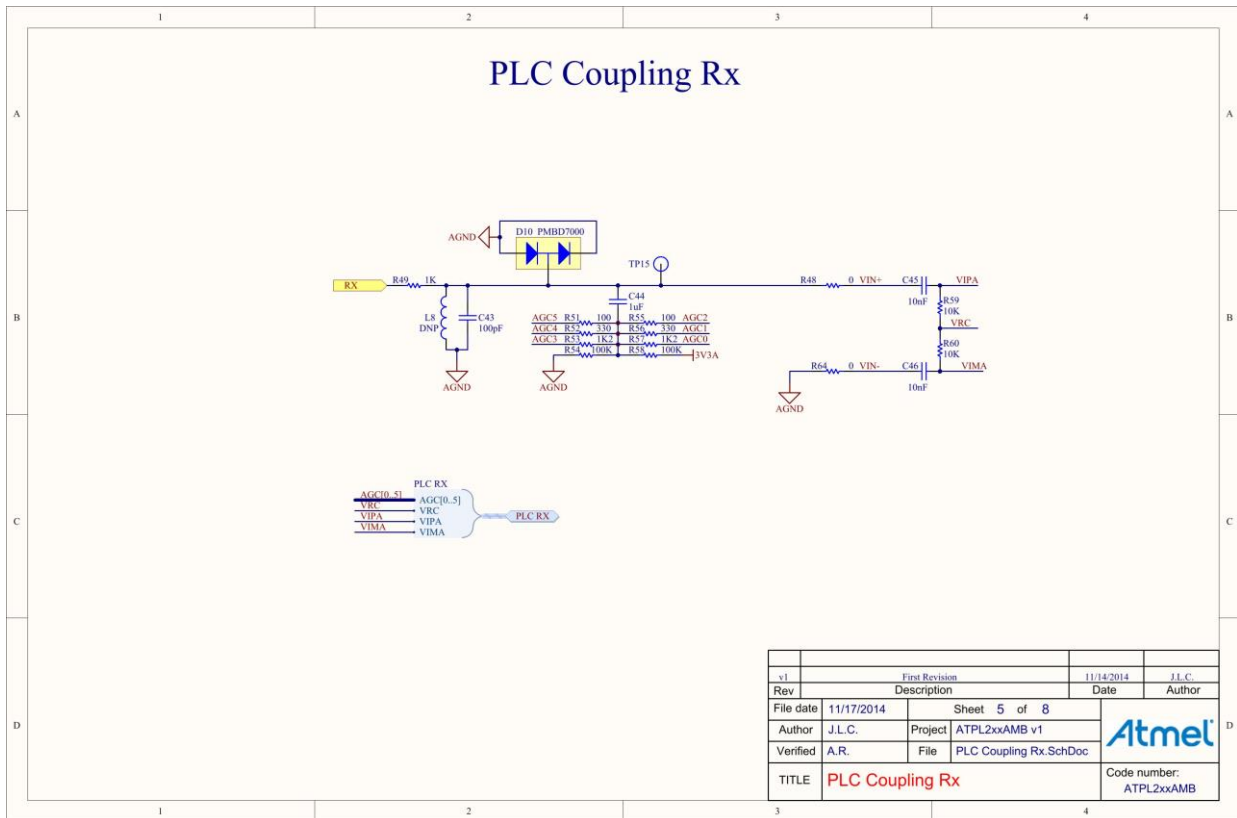 1 2 3 4
PLC Coupling Rx
A A
D10 PMBD7000
AGND
TP15
RX R49 1K R48 0 VIN+ C45 VIPA
10nF
C44
1uF
R59
10K
L8
DNP
C43
100pF
AGC5 R51 100 R55 100 AGC2
AGC4 R52 330 R56 330 AGC1
AGC3 R53 1K2 R57 1K2 AGC0
R54 100K R58 100K 3V3A
VRC
R60
10K
B B
R64 0 VIN- C46 VIMA
10nF
AGND AGND AGND
PLC RX
AGC[0..5] AGC[0..5]
VRC VRC
VIPA VIPA
VIMA VIMA
PLC RX
C C
v1 First Revision 11/14/2014 J.L.C.
Rev Description Date Author
File date 11/17/2014 Sheet 5 of 8
Author J.L.C. Project ATPL2xxAMB v1
Verified A.R. File PLC Coupling Rx.SchDoc
Atmel
TITLE PLC Coupling Rx
Code number:
ATPL2xxAMB
D D
1 2 3 4